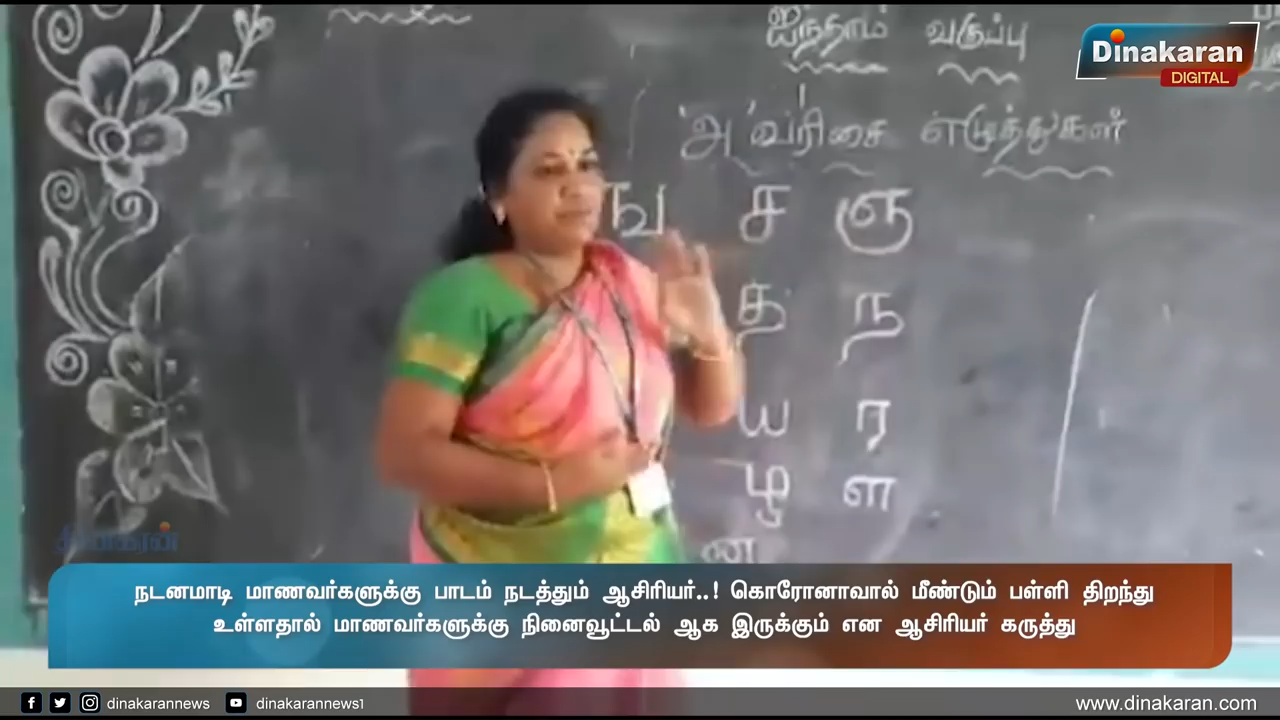 ஐந்தாம் வகுப்பு
Dinakaran
DIGITAL
'அ' வரிசை எழுத்துகள்
ங ச ஞ
த ந
ய ர
ழ ள
ன
தினகரன்
நடனமாடி மாணவர்களுக்கு பாடம் நடத்தும் ஆசிரியர்..! கொரோனாவால் மீண்டும் பள்ளி திறந்து
உள்ளதால் மாணவர்களுக்கு நினைவூட்டல் ஆக இருக்கும் என ஆசிரியர் கருத்து
dinakarannews dinakarannews1 www.dinakaran.com